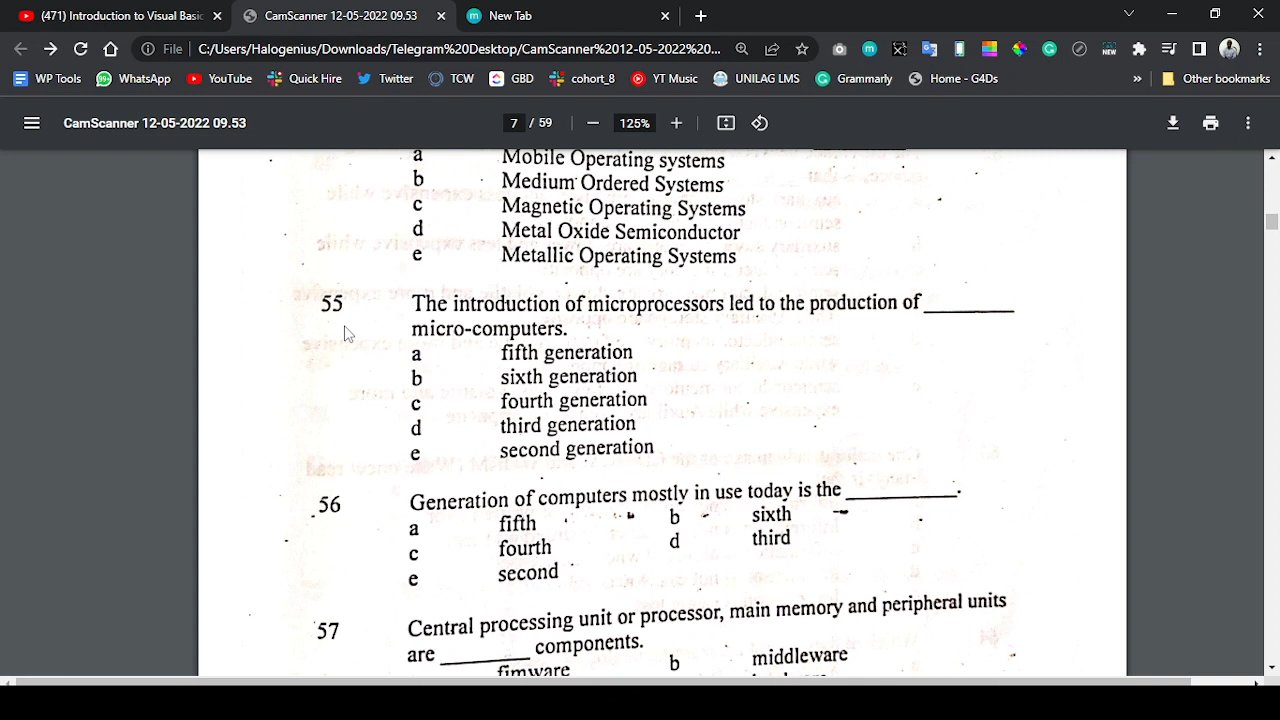 (471) Introduction to Visual Basic
CamScanner 12-05-2022 09.53
New Tab
File
C:/Users/Halogenius/Downloads/Telegram%20Desktop/CamScanner%2012-05-2022%20...
NEW
WP Tools
WhatsApp
YouTube
Quick Hire
Twitter
TCW
GBD
cohort_8
YT Music
UNILAG LMS
Grammarly
Home - G4Ds
»
Other bookmarks
CamScanner 12-05-2022 09.53
7 / 59
125%
a Mobile Operating systems
b Medium Ordered Systems
c Magnetic Operating Systems
d Metal Oxide Semiconductor
e Metallic Operating Systems
55 The introduction of microprocessors led to the production of ________
micro-computers.
a fifth generation
b sixth generation
c fourth generation
d third generation
e second generation
56 Generation of computers mostly in use today is the __________.
a fifth b sixth
c fourth d third
e second
57 Central processing unit or processor, main memory and peripheral units
are ________ components.
fimware b middleware